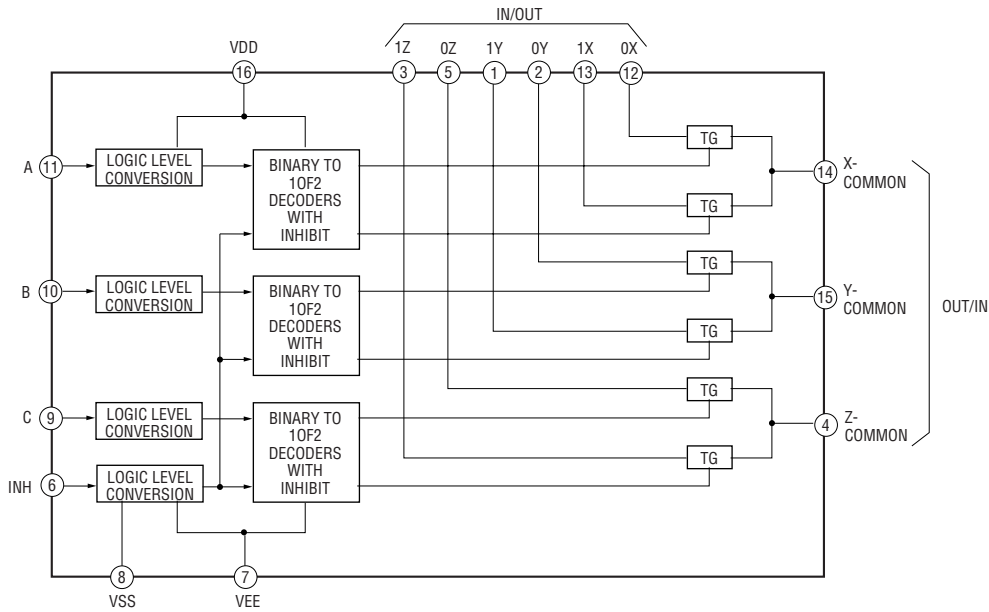 IN/OUT
VDD
1Z 0Z 1Y 0Y 1X 0X
16 3 5 1 2 13 12
A 11
LOGIC LEVEL
CONVERSION
BINARY TO
1OF2
DECODERS
WITH
INHIBIT
TG
TG
14
X-
COMMON
B 10
LOGIC LEVEL
CONVERSION
BINARY TO
1OF2
DECODERS
WITH
INHIBIT
TG
TG
15
Y-
COMMON
OUT/IN
C 9
LOGIC LEVEL
CONVERSION
BINARY TO
1OF2
DECODERS
WITH
INHIBIT
TG
TG
4
Z-
COMMON
INH 6
LOGIC LEVEL
CONVERSION
8 7
VSS VEE